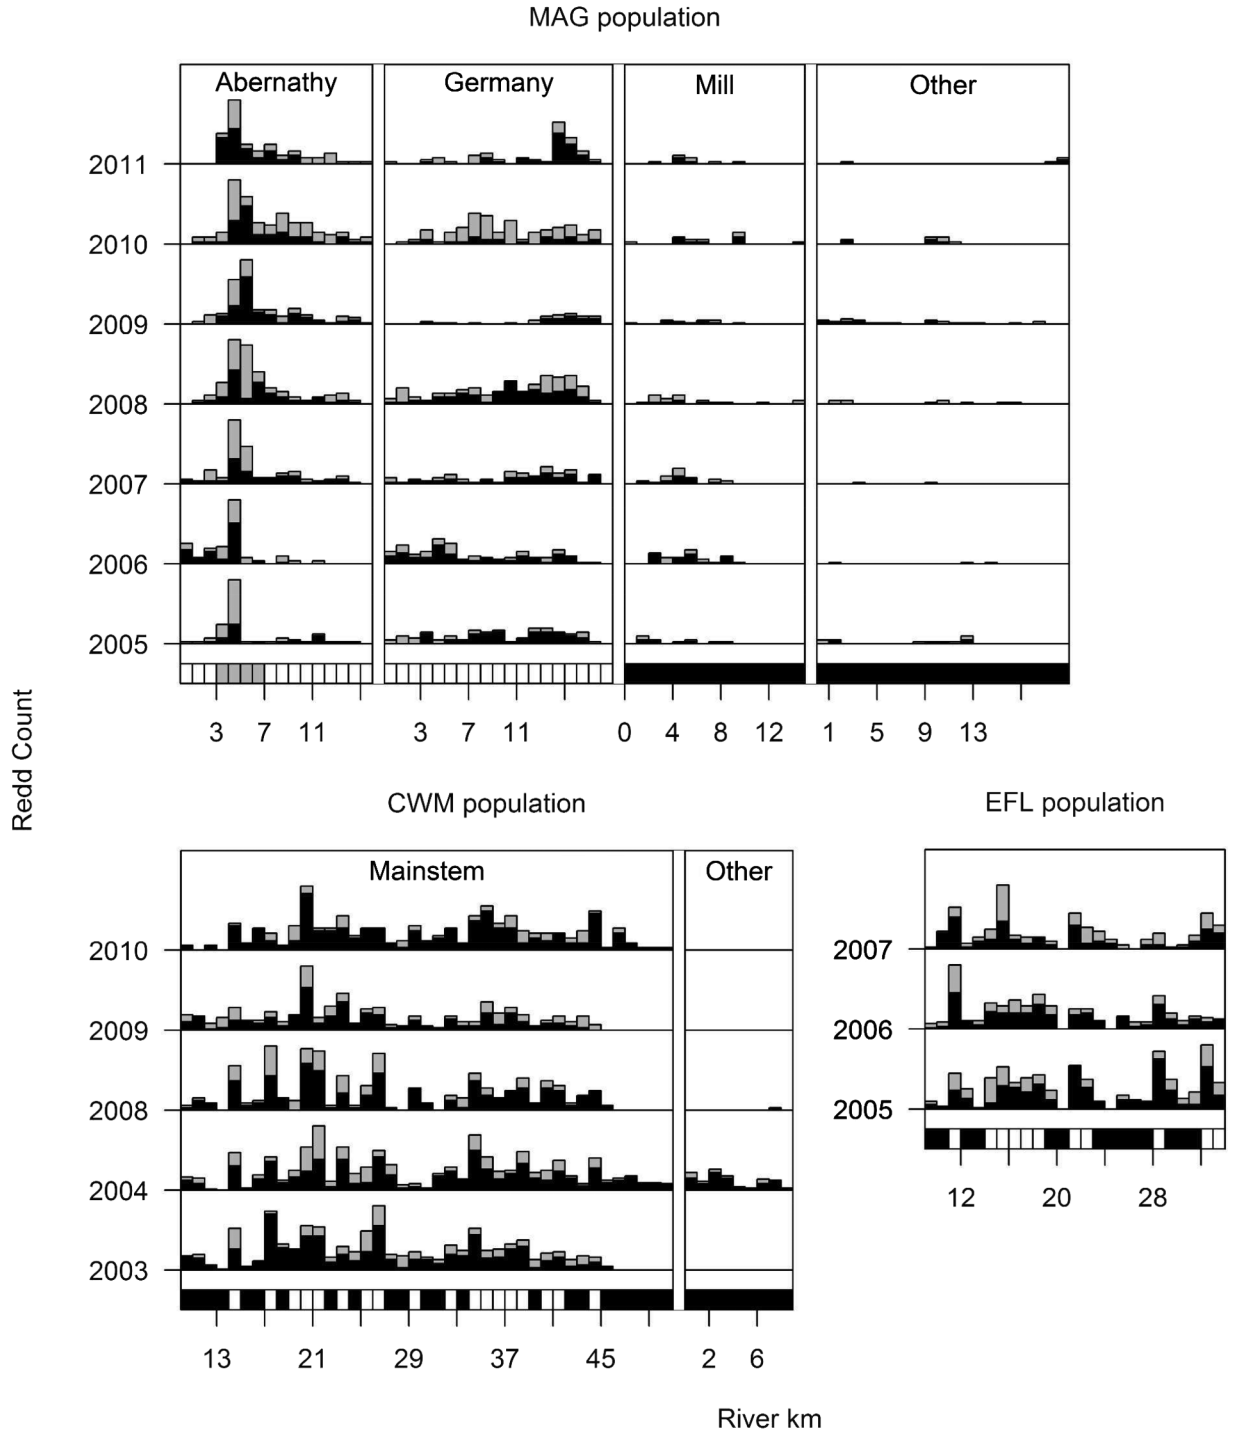 MAG population
Abernathy Germany Mill Other
2011
2010
2009
2008
2007
2006
2005
3 7 11 3 7 11 0 4 8 12 1 5 9 13
Redd Count
CWM population
Mainstem Other
2010
2009
2008
2004
2003
13 21 29 37 45 2 6
EFL population
2007
2006
2005
12 20 28
River km